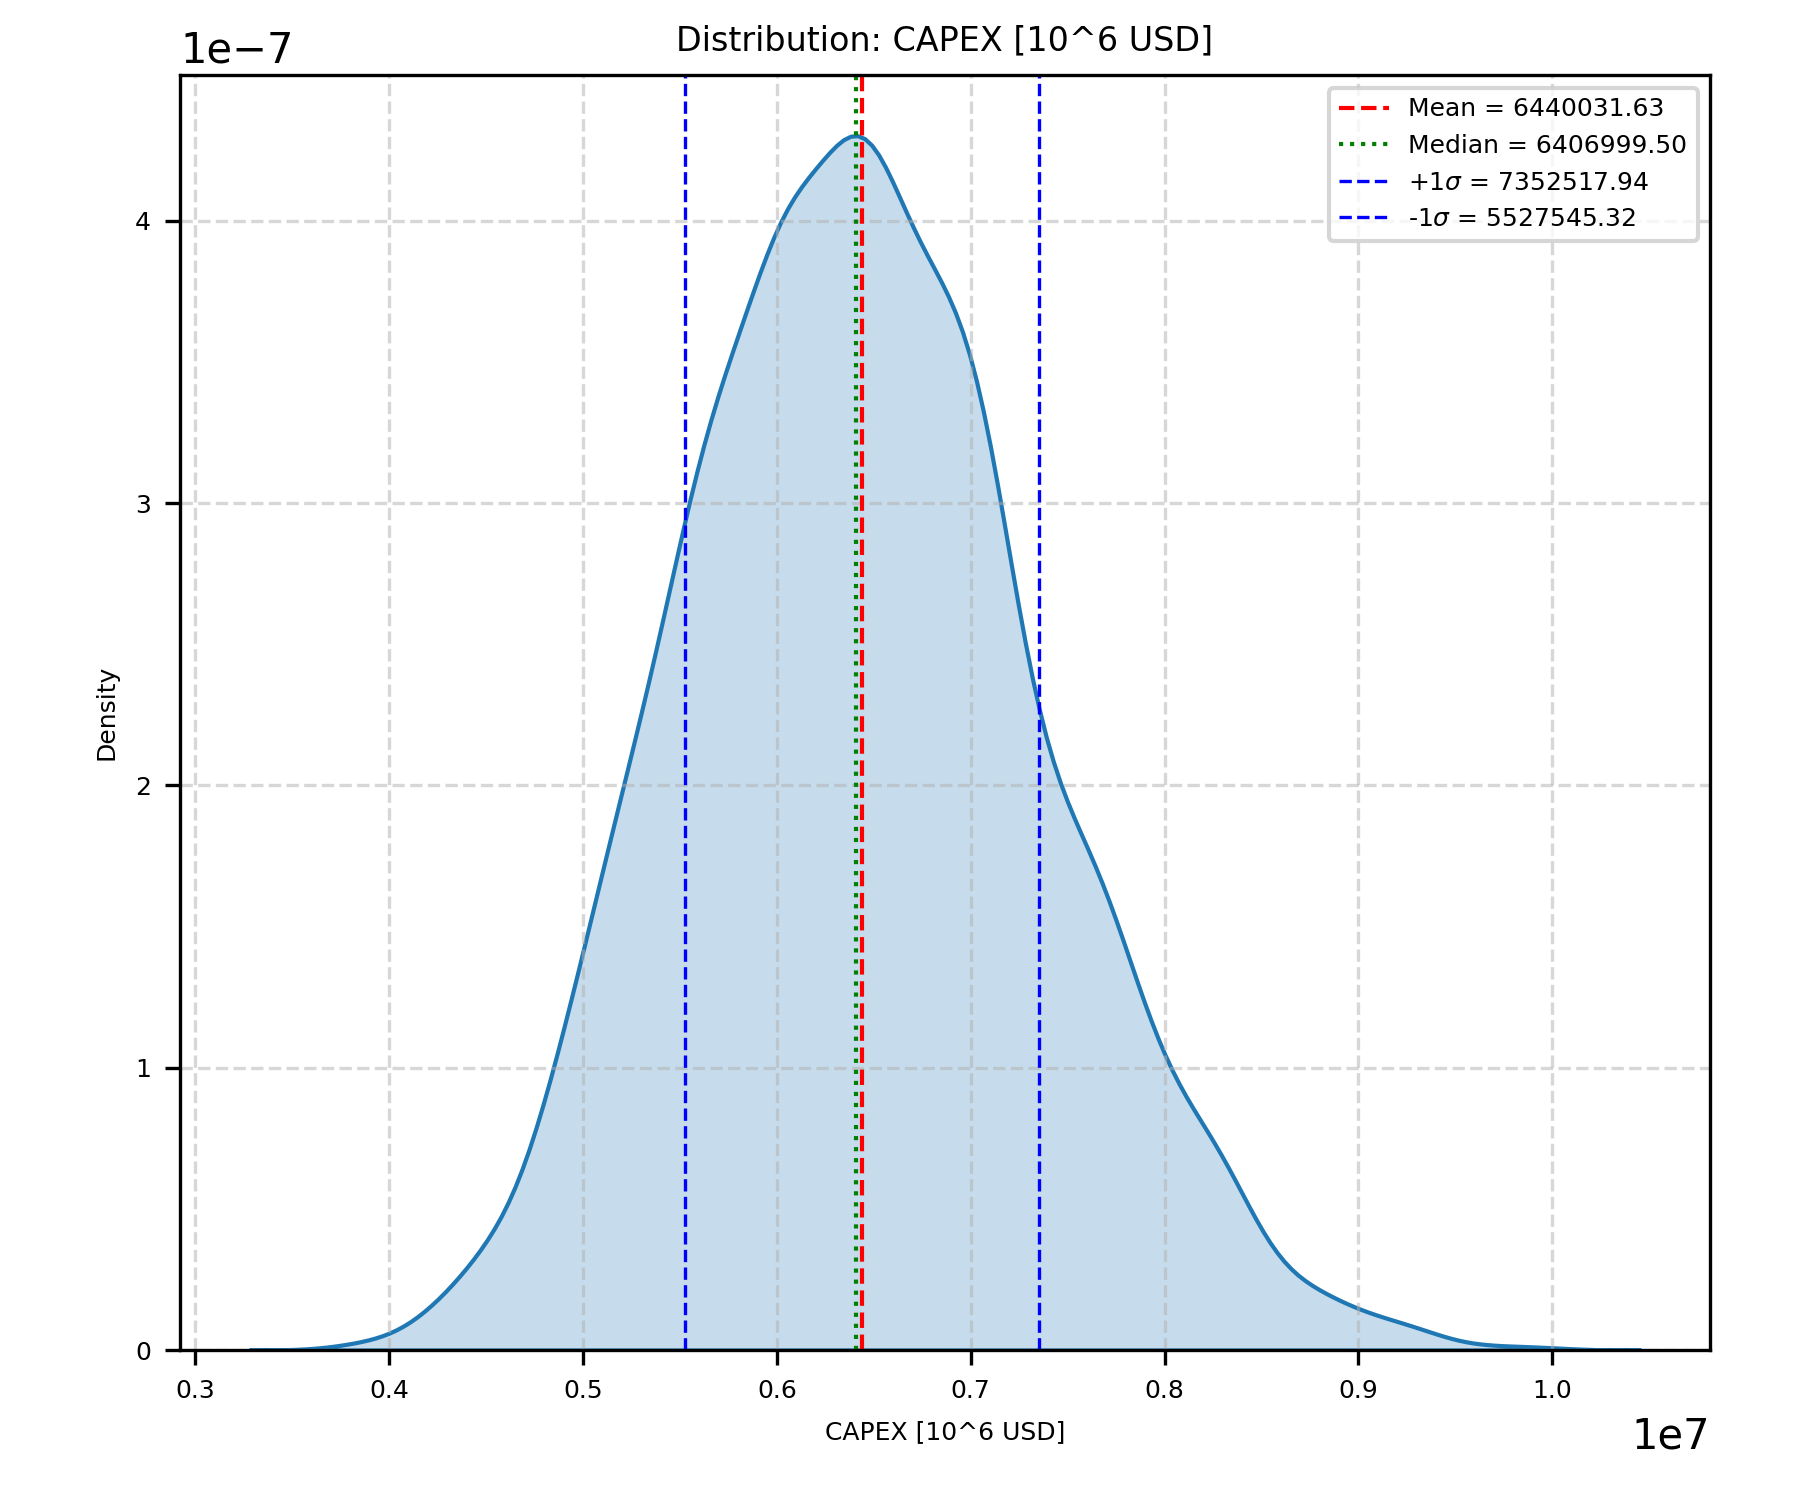 Distribution: CAPEX [10^6 USD]
1e−7
Mean = 6440031.63
Median = 6406999.50
+1σ = 7352517.94
-1σ = 5527545.32
4
3
2
1
0
Density
0.3 0.4 0.5 0.6 0.7 0.8 0.9 1.0
CAPEX [10^6 USD]
1e7